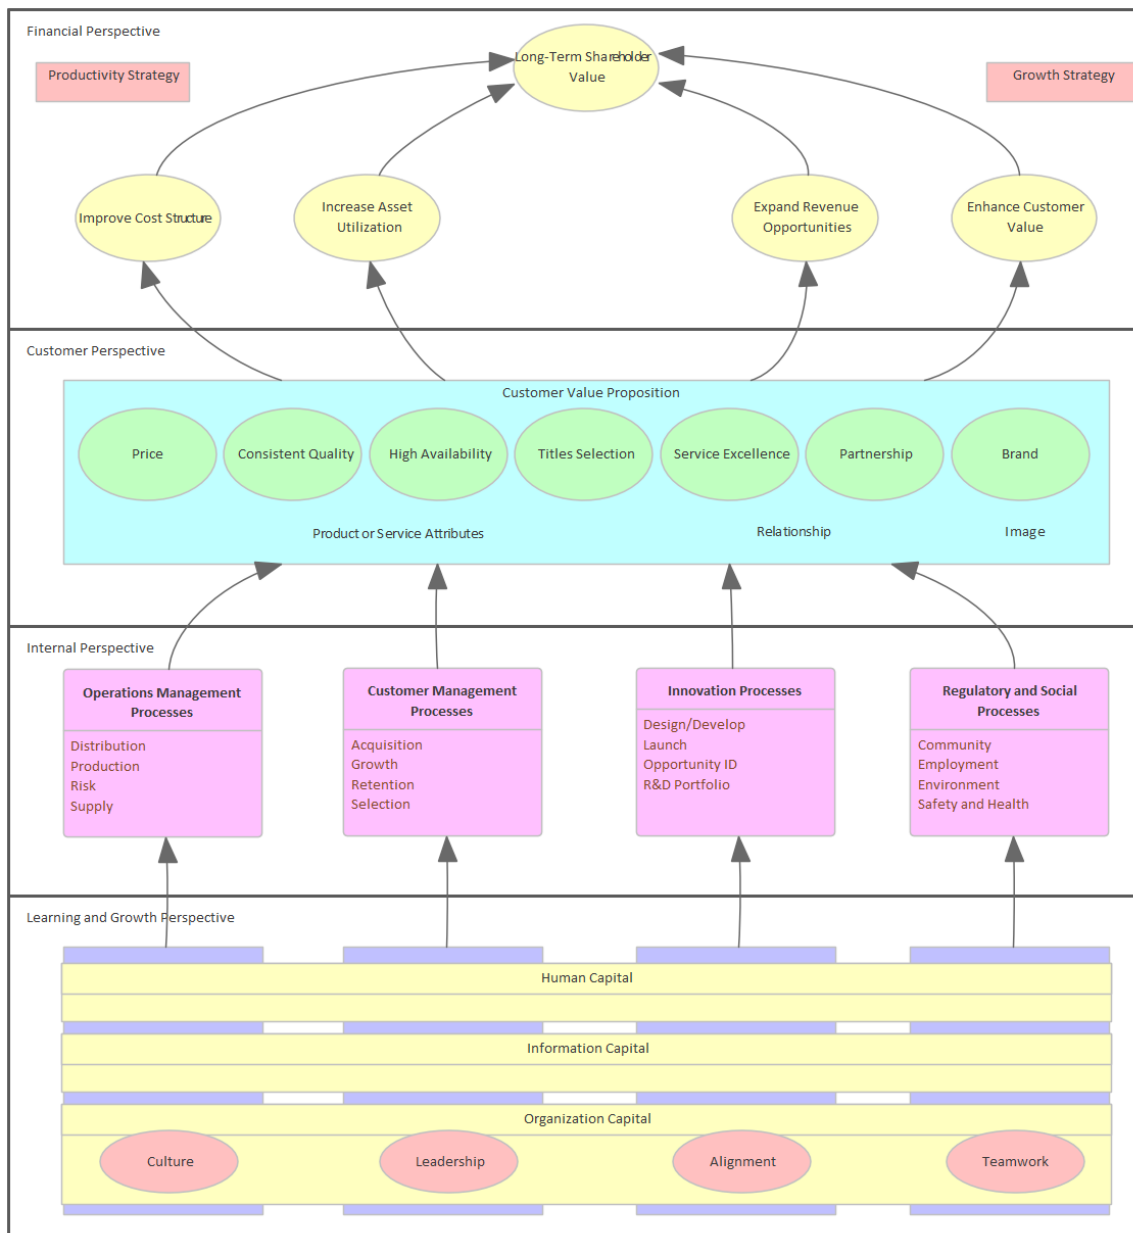 Financial Perspective
Long-Term Shareholder
Value
Productivity Strategy
Growth Strategy
Improve Cost Structure
Increase Asset
Utilization
Expand Revenue
Opportunities
Enhance Customer
Value
Customer Perspective
Customer Value Proposition
Price
Consistent Quality
High Availability
Titles Selection
Service Excellence
Partnership
Brand
Product or Service Attributes
Relationship
Image
Internal Perspective
Operations Management
Processes
Distribution
Production
Risk
Supply
Customer Management
Processes
Acquisition
Growth
Retention
Selection
Innovation Processes
Design/Develop
Launch
Opportunity ID
R&D Portfolio
Regulatory and Social
Processes
Community
Employment
Environment
Safety and Health
Learning and Growth Perspective
Human Capital
Information Capital
Organization Capital
Culture
Leadership
Alignment
Teamwork